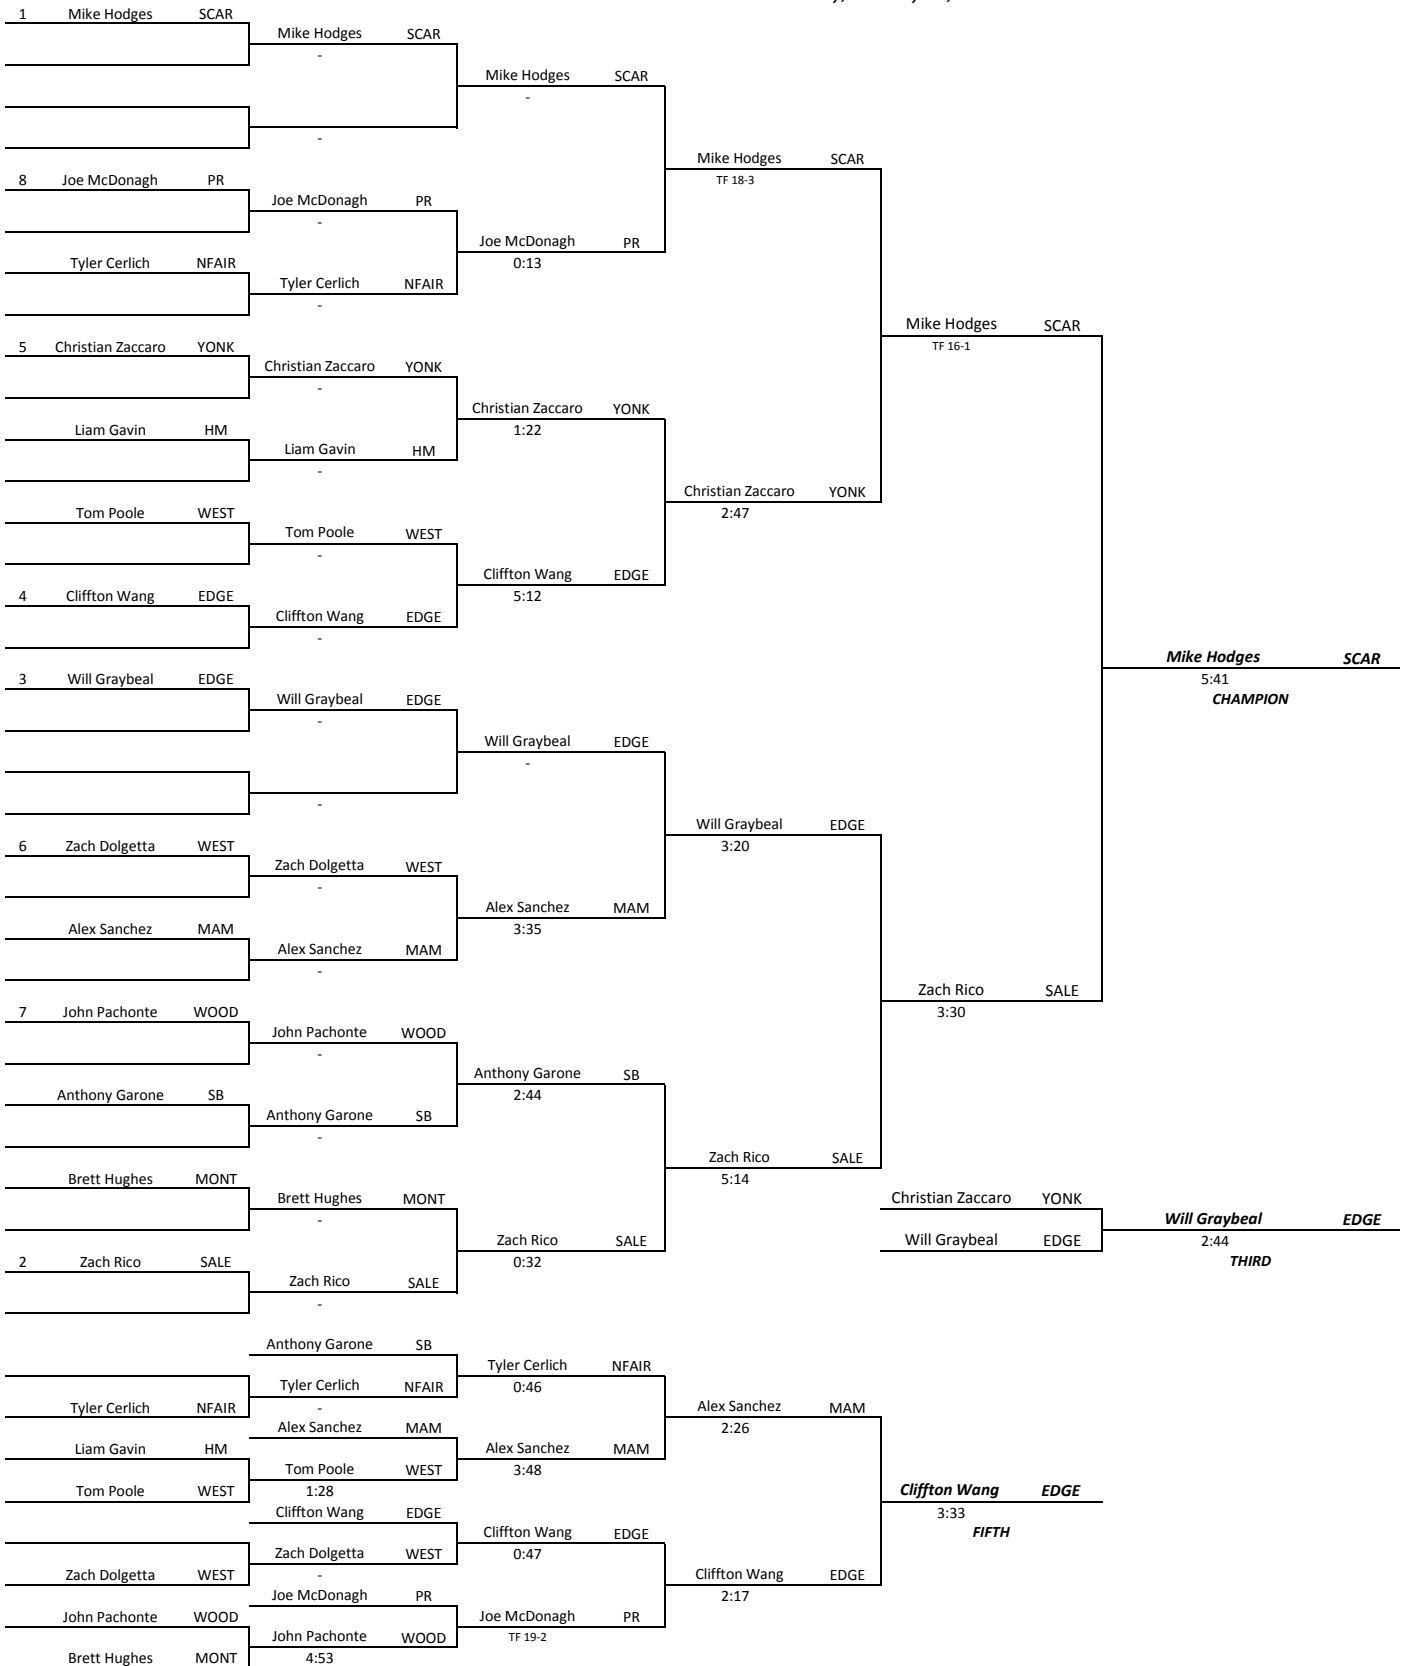 1 Mike Hodges SCAR
Mike Hodges SCAR
-
Mike Hodges SCAR
-
-
Mike Hodges SCAR
TF 18-3
8 Joe McDonagh PR
Joe McDonagh PR
-
Joe McDonagh PR
0:13
Tyler Cerlich NFAIR
Tyler Cerlich NFAIR
-
Mike Hodges SCAR
TF 16-1
5 Christian Zaccaro YONK
Christian Zaccaro YONK
-
Christian Zaccaro YONK
1:22
Liam Gavin HM
Liam Gavin HM
-
Christian Zaccaro YONK
2:47
Tom Poole WEST
Tom Poole WEST
-
Cliffton Wang EDGE
5:12
4 Cliffton Wang EDGE
Cliffton Wang EDGE
-
Mike Hodges SCAR
5:41
CHAMPION
3 Will Graybeal EDGE
Will Graybeal EDGE
-
Will Graybeal EDGE
-
-
Will Graybeal EDGE
3:20
6 Zach Dolgetta WEST
Zach Dolgetta WEST
-
Alex Sanchez MAM
3:35
Alex Sanchez MAM
Alex Sanchez MAM
-
Zach Rico SALE
3:30
7 John Pachonte WOOD
John Pachonte WOOD
-
Anthony Garone SB
2:44
Anthony Garone SB
Anthony Garone SB
-
Zach Rico SALE
5:14
Brett Hughes MONT
Brett Hughes MONT
-
Zach Rico SALE
0:32
2 Zach Rico SALE
Zach Rico SALE
-
Christian Zaccaro YONK
Will Graybeal EDGE
Will Graybeal EDGE
2:44
THIRD
Anthony Garone SB
Tyler Cerlich NFAIR
0:46
Tyler Cerlich NFAIR
-
Tyler Cerlich NFAIR
Alex Sanchez MAM
2:26
Alex Sanchez MAM
Liam Gavin HM
Alex Sanchez MAM
3:48
Tom Poole WEST
1:28
Tom Poole WEST
Cliffton Wang EDGE
3:33
FIFTH
Cliffton Wang EDGE
Cliffton Wang EDGE
0:47
Zach Dolgetta WEST
-
Zach Dolgetta WEST
Cliffton Wang EDGE
2:17
Joe McDonagh PR
John Pachonte WOOD
Joe McDonagh PR
TF 19-2
John Pachonte WOOD
4:53
Brett Hughes MONT